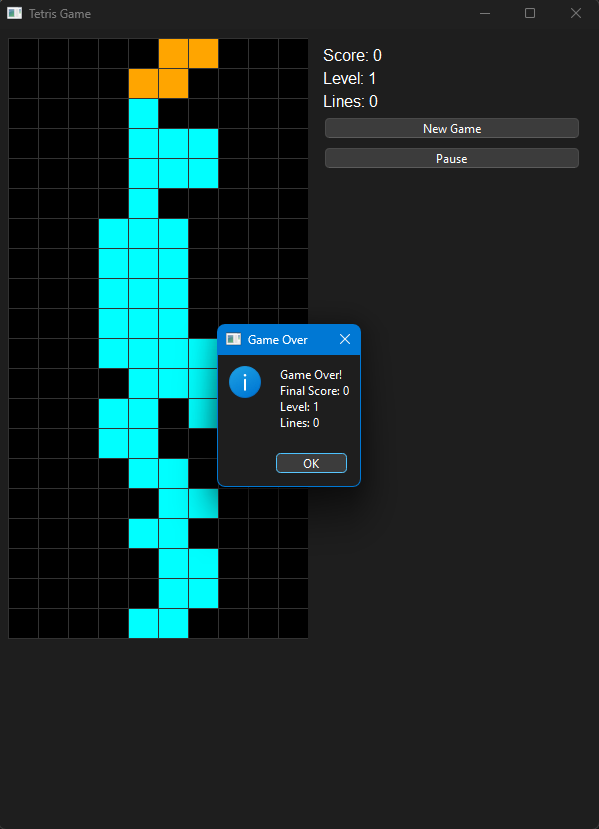 Tetris Game
Score: 0
Level: 1
Lines: 0
New Game
Pause
Game Over
Game Over!
Final Score: 0
Level: 1
Lines: 0
OK